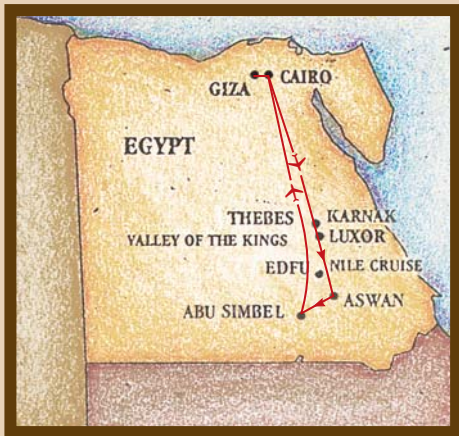 GIZA
CAIRO
EGYPT
THEBES
KARNAK
VALLEY OF THE KINGS
LUXOR
EDFU
NILE CRUISE
ASWAN
ABU SIMBEL